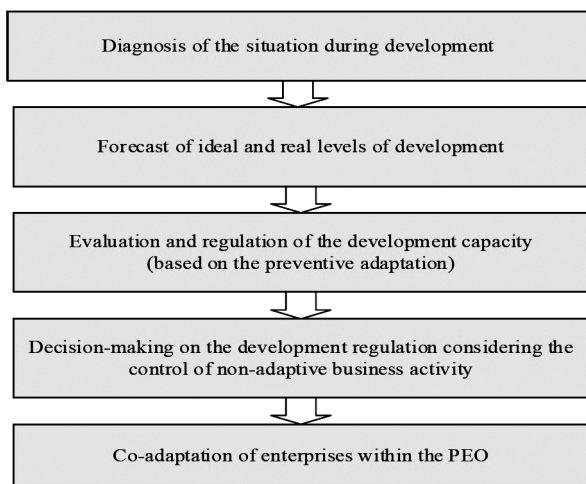 Diagnosis of the situation during development
Forecast of ideal and real levels of development
Evaluation and regulation of the development capacity
(based on the preventive adaptation)
Decision-making on the development regulation considering the
control of non-adaptive business activity
Co-adaptation of enterprises within the PEO